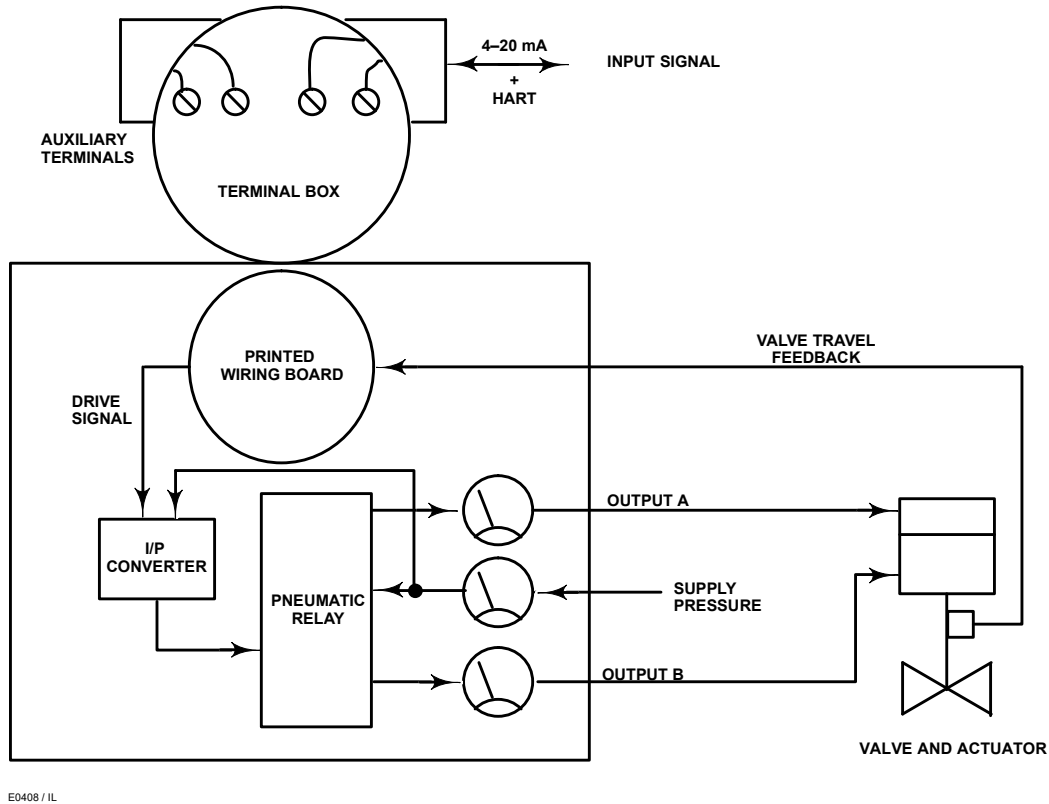 4–20 mA
+
HART
INPUT SIGNAL
AUXILIARY
TERMINALS
TERMINAL BOX
VALVE TRAVEL
FEEDBACK
PRINTED
WIRING BOARD
DRIVE
SIGNAL
OUTPUT A
I/P
CONVERTER
PNEUMATIC
RELAY
SUPPLY
PRESSURE
OUTPUT B
VALVE AND ACTUATOR
E0408 / IL